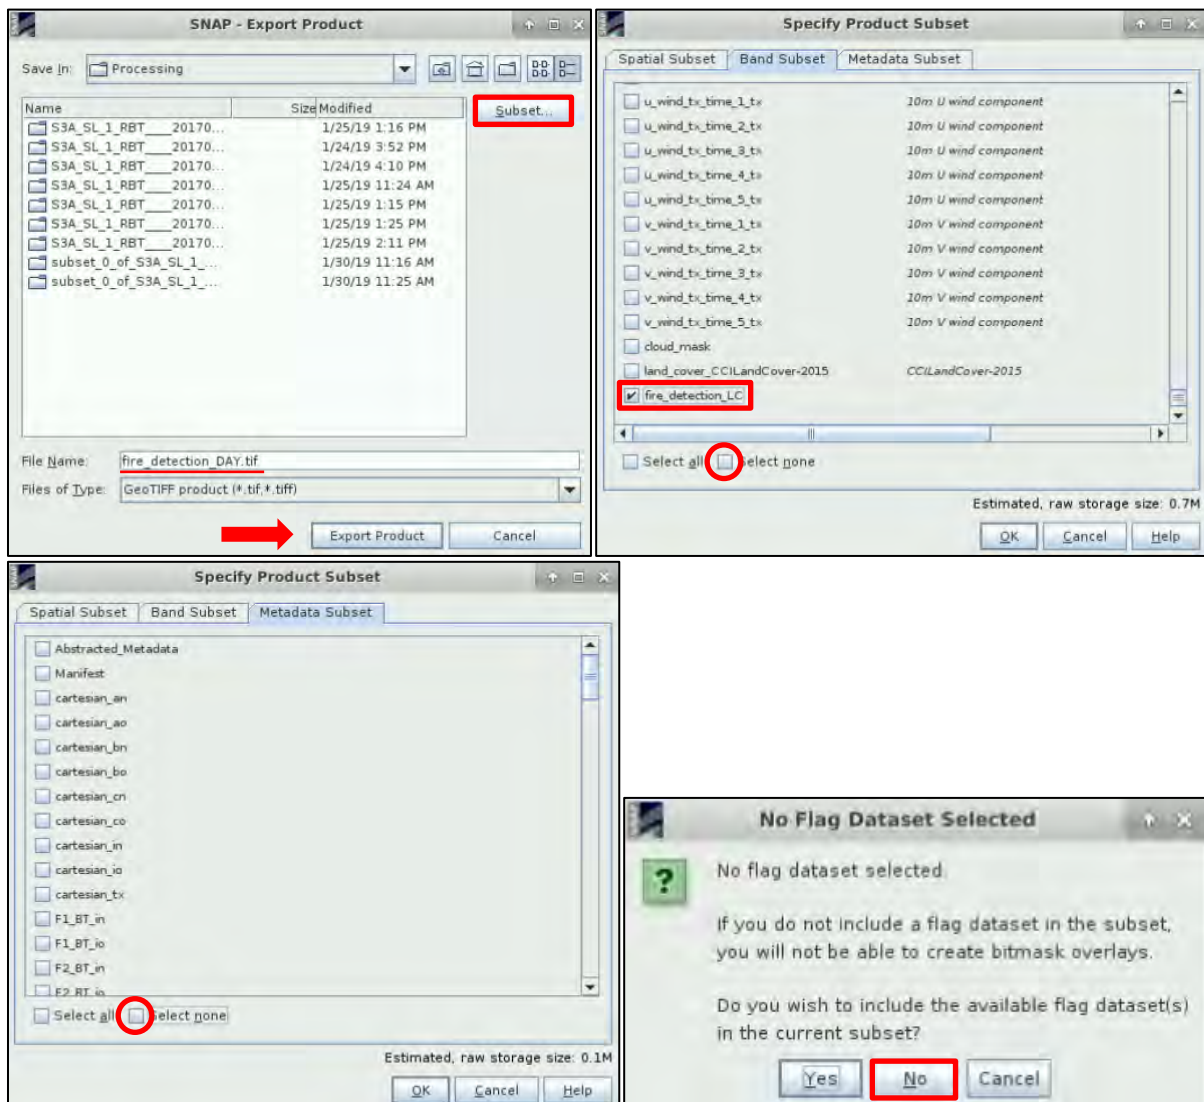 SNAP - Export Product
Save In: Processing
Name Size Modified
Subset...
S3A_SL_1_RBT____20170... 1/25/19 1:16 PM
S3A_SL_1_RBT____20170... 1/24/19 3:52 PM
S3A_SL_1_RBT____20170... 1/24/19 4:10 PM
S3A_SL_1_RBT____20170... 1/25/19 11:24 AM
S3A_SL_1_RBT____20170... 1/25/19 1:15 PM
S3A_SL_1_RBT____20170... 1/25/19 1:25 PM
S3A_SL_1_RBT____20170... 1/25/19 2:11 PM
subset_0_of_S3A_SL_1_... 1/30/19 11:16 AM
subset_0_of_S3A_SL_1_... 1/30/19 11:25 AM
File Name: fire_detection_DAY.tif
Files of Type: GeoTIFF product (*.tif,*.tiff)
Export Product Cancel
Specify Product Subset
Spatial Subset Band Subset Metadata Subset
u_wind_tx_time_1_tx 10m U wind component
u_wind_tx_time_2_tx 10m U wind component
u_wind_tx_time_3_tx 10m U wind component
u_wind_tx_time_4_tx 10m U wind component
u_wind_tx_time_5_tx 10m U wind component
v_wind_tx_time_1_tx 10m V wind component
v_wind_tx_time_2_tx 10m V wind component
v_wind_tx_time_3_tx 10m V wind component
v_wind_tx_time_4_tx 10m V wind component
v_wind_tx_time_5_tx 10m V wind component
cloud_mask
land_cover_CCILandCover-2015 CCILandCover-2015
fire_detection_LC
Select all Select none
Estimated, raw storage size: 0.7M
OK Cancel Help
Specify Product Subset
Spatial Subset Band Subset Metadata Subset
Abstracted_Metadata
Manifest
cartesian_an
cartesian_ao
cartesian_bn
cartesian_bo
cartesian_cn
cartesian_co
cartesian_in
cartesian_io
cartesian_tx
F1_BT_in
F1_BT_io
F2_BT_in
F2_BT_io
Select all Select none
Estimated, raw storage size: 0.1M
OK Cancel Help
No Flag Dataset Selected
No flag dataset selected.
If you do not include a flag dataset in the subset,
you will not be able to create bitmask overlays.
Do you wish to include the available flag dataset(s)
in the current subset?
Yes No Cancel